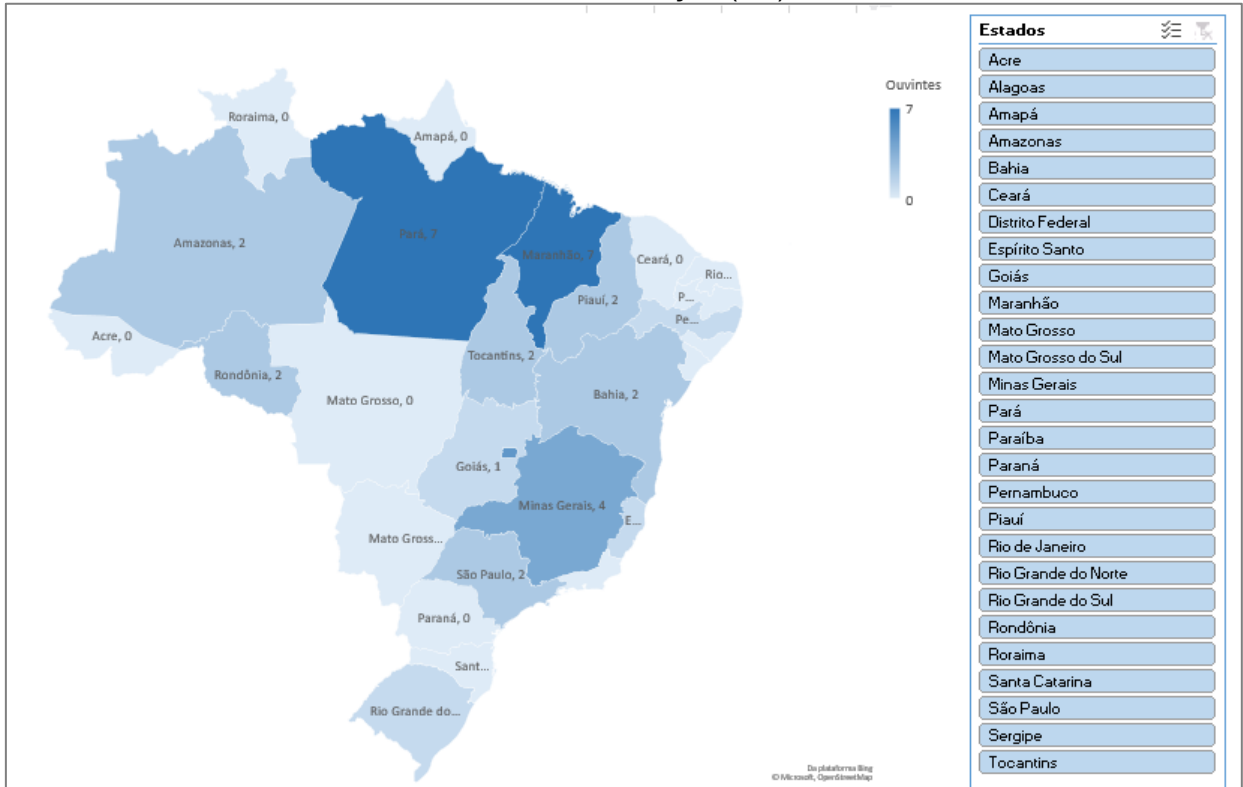 Estados
Ouvintes
7
0
Roraima, 0
Amapá, 0
Amazonas, 2
Pará, 7
Maranhão, 7
Ceará, 0
Rio...
P...
Piauí, 2
Pe...
Acre, 0
Rondônia, 2
Tocantins, 2
Mato Grosso, 0
Bahia, 2
Goiás, 1
Minas Gerais, 4
E...
Mato Gross...
São Paulo, 2
Paraná, 0
Sant...
Rio Grande do...
Da plataforma Bing
© Microsoft, OpenStreetMap
Acre
Alagoas
Amapá
Amazonas
Bahia
Ceará
Distrito Federal
Espírito Santo
Goiás
Maranhão
Mato Grosso
Mato Grosso do Sul
Minas Gerais
Pará
Paraíba
Paraná
Pernambuco
Piauí
Rio de Janeiro
Rio Grande do Norte
Rio Grande do Sul
Rondônia
Roraima
Santa Catarina
São Paulo
Sergipe
Tocantins